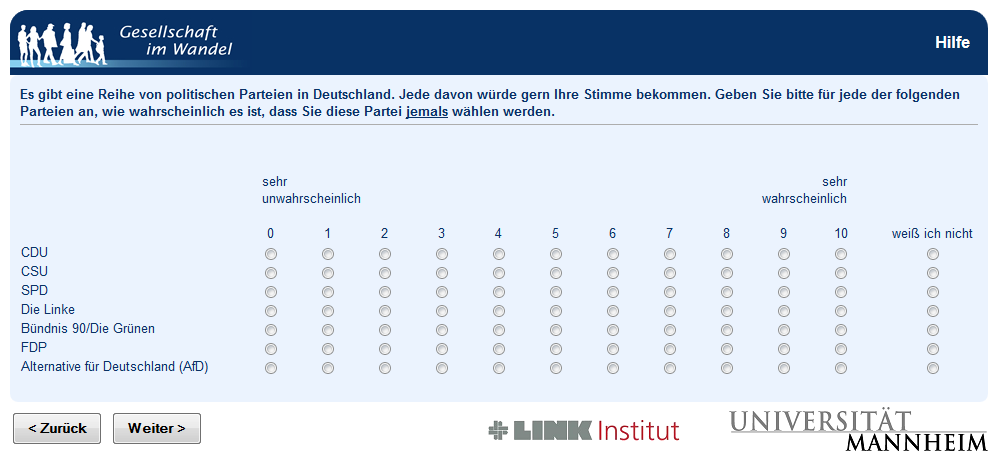 Gesellschaft
im Wandel
Hilfe
Es gibt eine Reihe von politischen Parteien in Deutschland. Jede davon würde gern Ihre Stimme bekommen. Geben Sie bitte für jede der folgenden
Parteien an, wie wahrscheinlich es ist, dass Sie diese Partei jemals wählen werden.
sehr sehr
unwahrscheinlich wahrscheinlich
0 1 2 3 4 5 6 7 8 9 10 weiß ich nicht
CDU
CSU
SPD
Die Linke
Bündnis 90/Die Grünen
FDP
Alternative für Deutschland (AfD)
< Zurück Weiter >
LINK Institut
UNIVERSITÄT
MANNHEIM